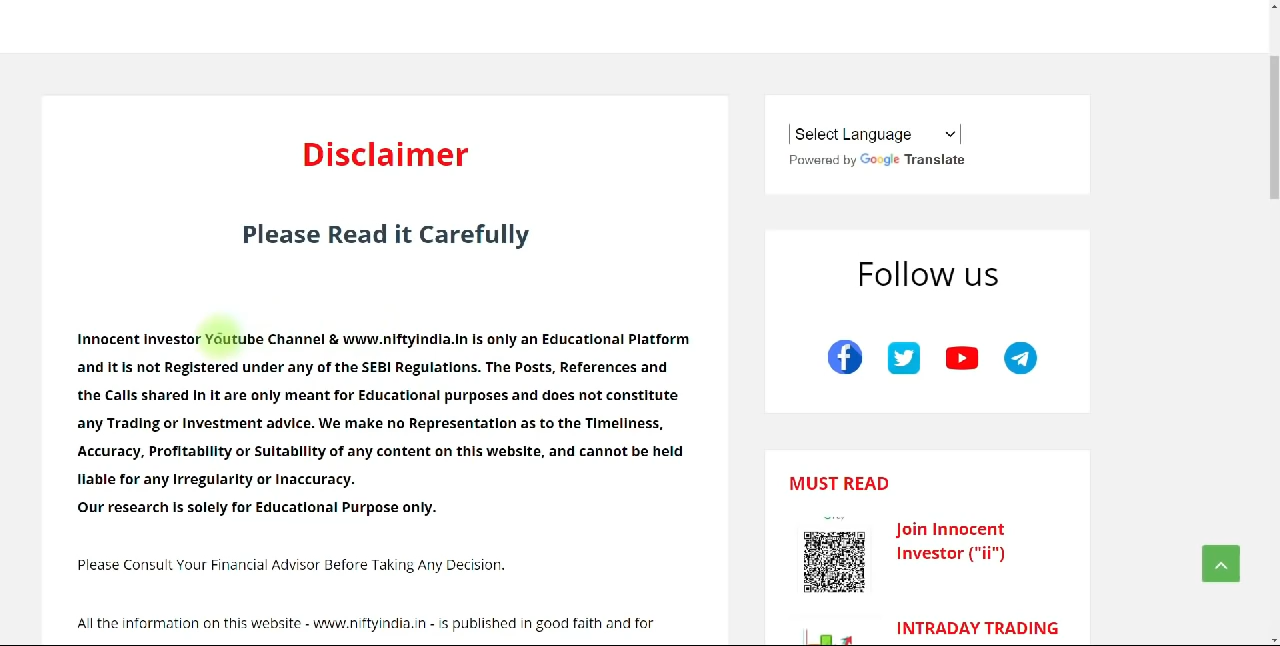 Disclaimer
Please Read it Carefully
Innocent Investor Youtube Channel & www.niftyindia.in is only an Educational Platform
and it is not Registered under any of the SEBI Regulations. The Posts, References and
the Calls shared in it are only meant for Educational purposes and does not constitute
any Trading or Investment advice. We make no Representation as to the Timeliness,
Accuracy, Profitability or Suitability of any content on this website, and cannot be held
liable for any Irregularity or Inaccuracy.
Our research is solely for Educational Purpose only.
Please Consult Your Financial Advisor Before Taking Any Decision.
All the information on this website - www.niftyindia.in - is published in good faith and for
Select Language
Powered by Google Translate
Follow us
MUST READ
Join Innocent
Investor ("ii")
INTRADAY TRADING